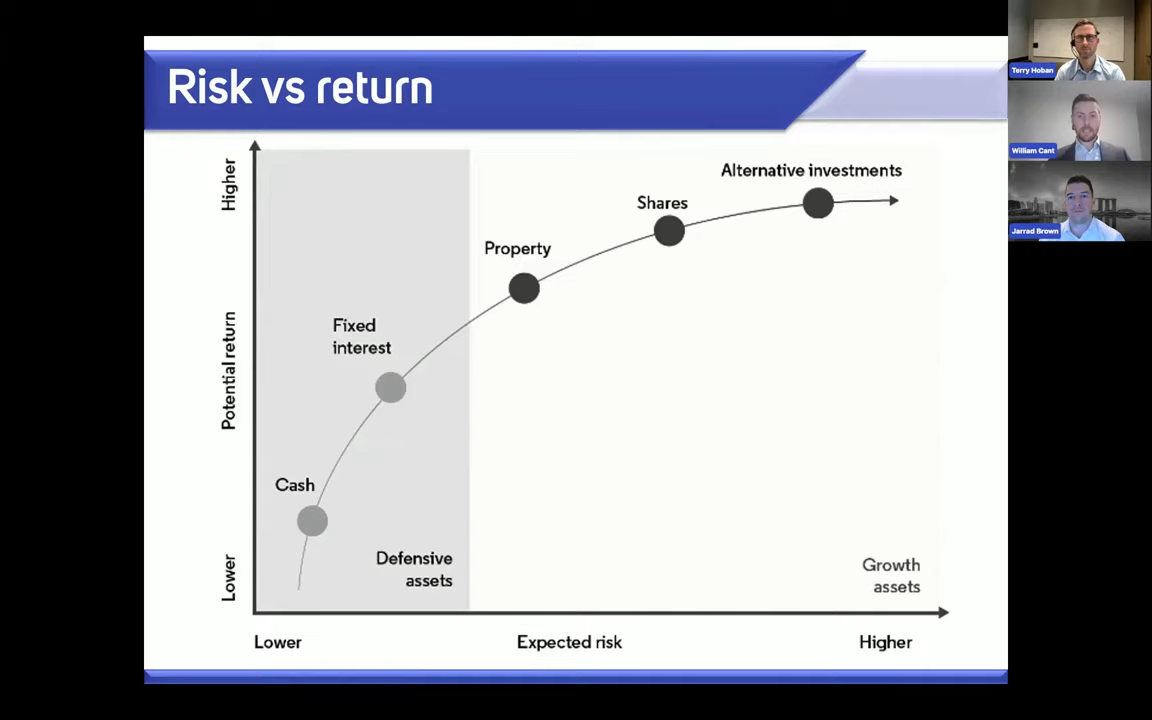 Risk vs return
Terry Hoban
William Cant
Jarrad Brown
Higher
Potential return
Lower
Alternative investments
Shares
Property
Fixed
interest
Cash
Defensive
assets
Growth
assets
Lower
Expected risk
Higher